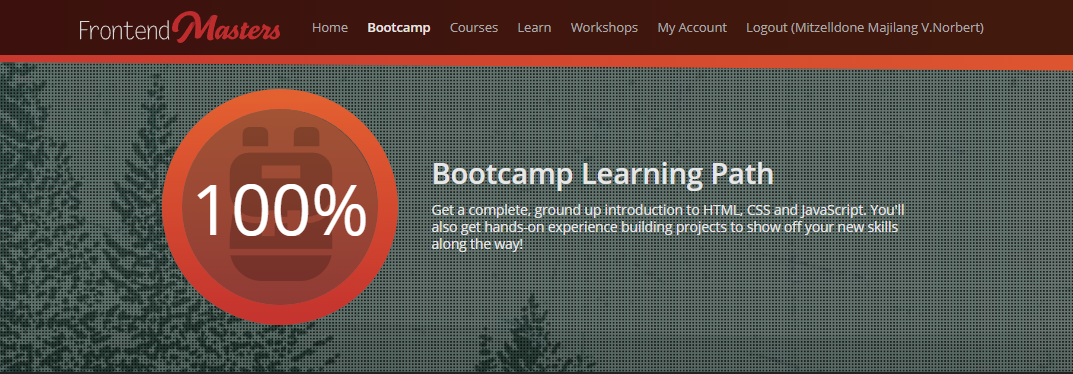 Frontend Masters Home Bootcamp Courses Learn Workshops My Account Logout (Mitzelldone Majilang V.Norbert)
100%
Bootcamp Learning Path
Get a complete, ground up introduction to HTML, CSS and JavaScript. You'll
also get hands-on experience building projects to show off your new skills
along the way!